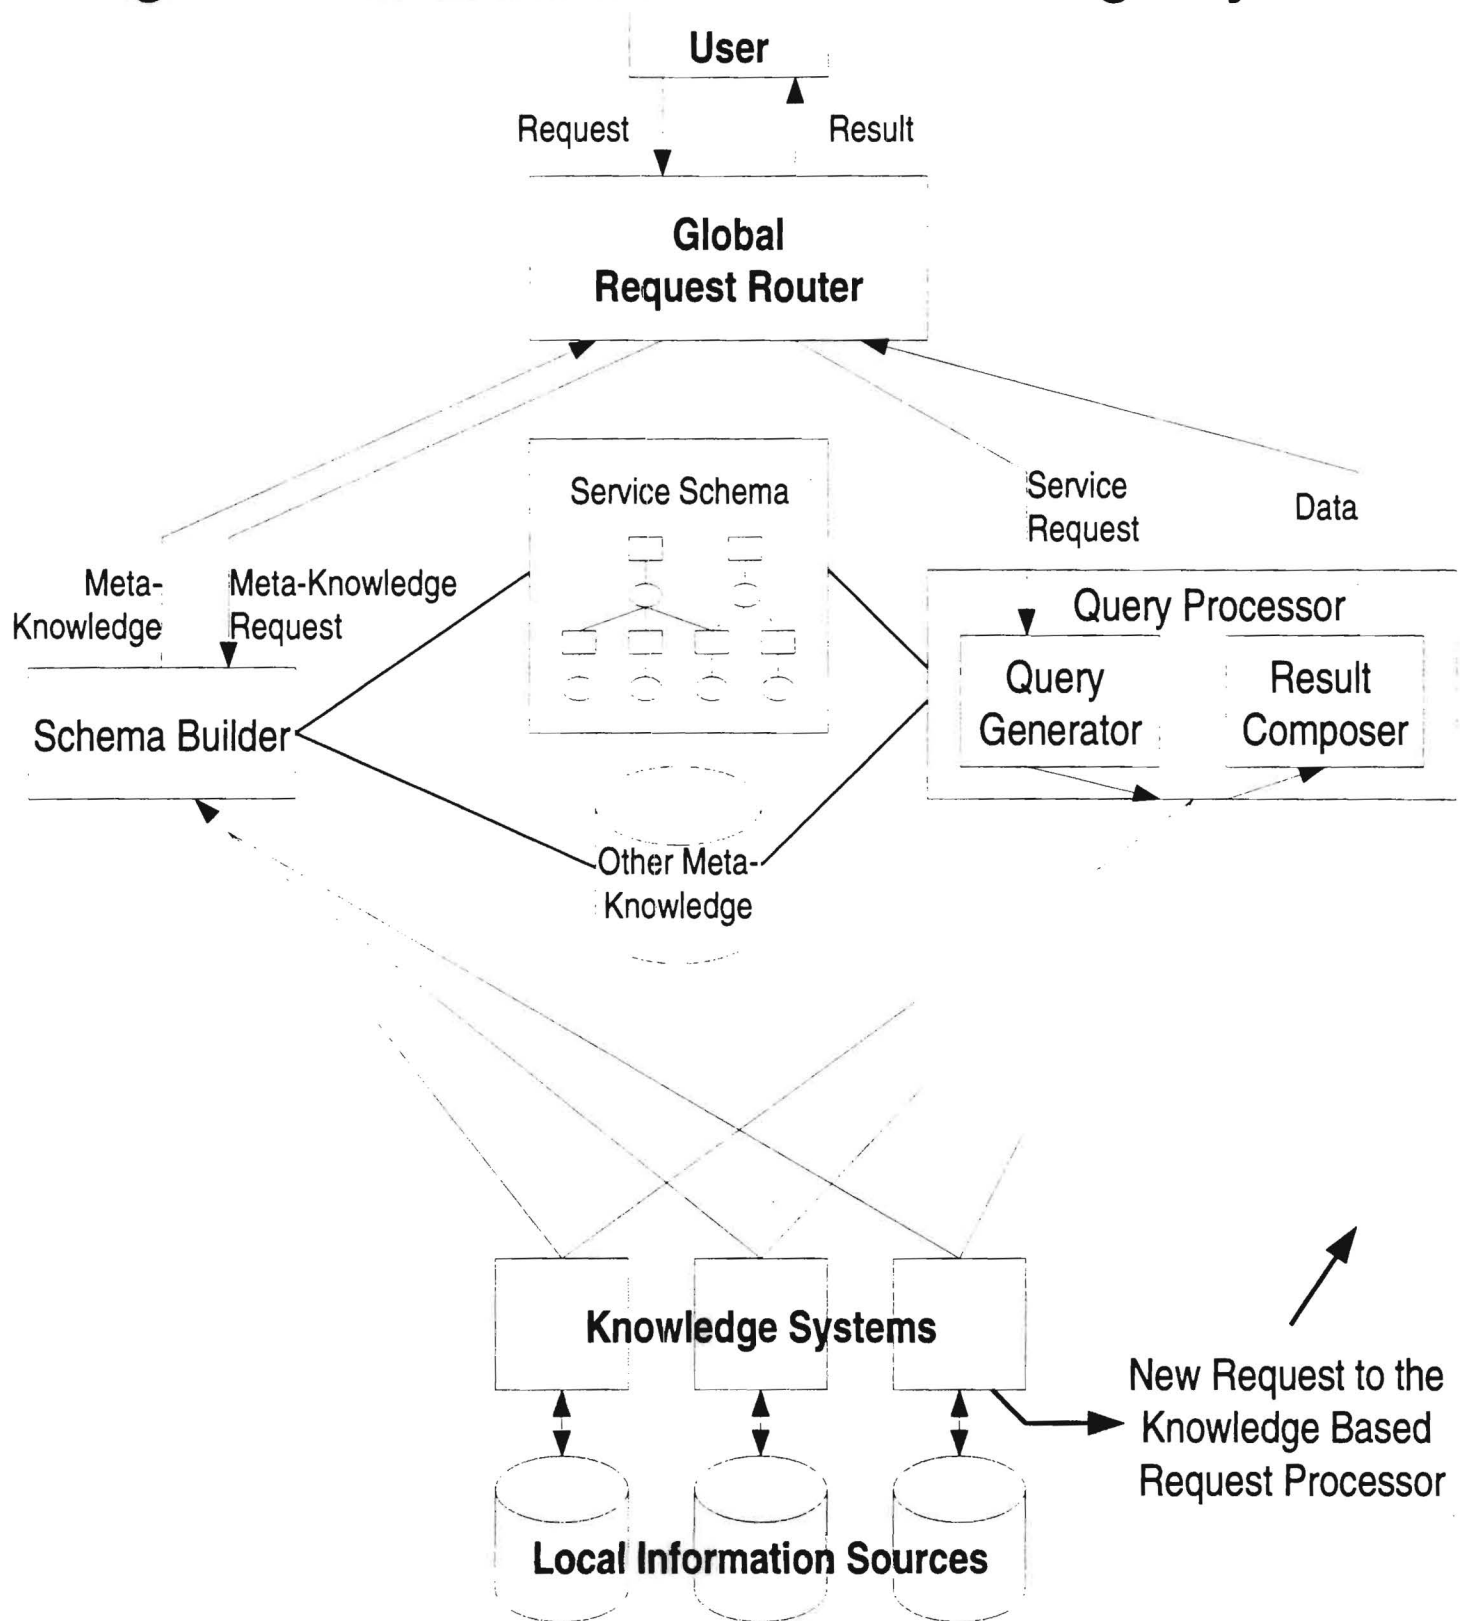 User
Request
Result
Global
Request Router
Service Schema
Service
Request
Data
Meta-
Knowledge
Meta-Knowledge
Request
Query Processor
Query
Generator
Result
Composer
Schema Builder
Other Meta-
Knowledge
Knowledge Systems
New Request to the
Knowledge Based
Request Processor
Local Information Sources